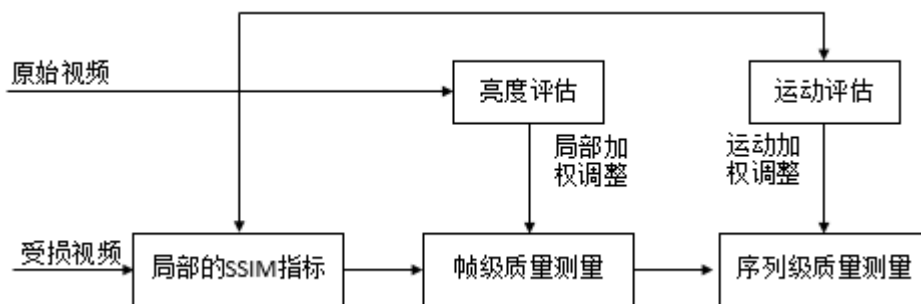 原始视频
亮度评估
运动评估
局部加
权调整
运动加
权调整
受损视频
局部的SSIM指标
帧级质量测量
序列级质量测量